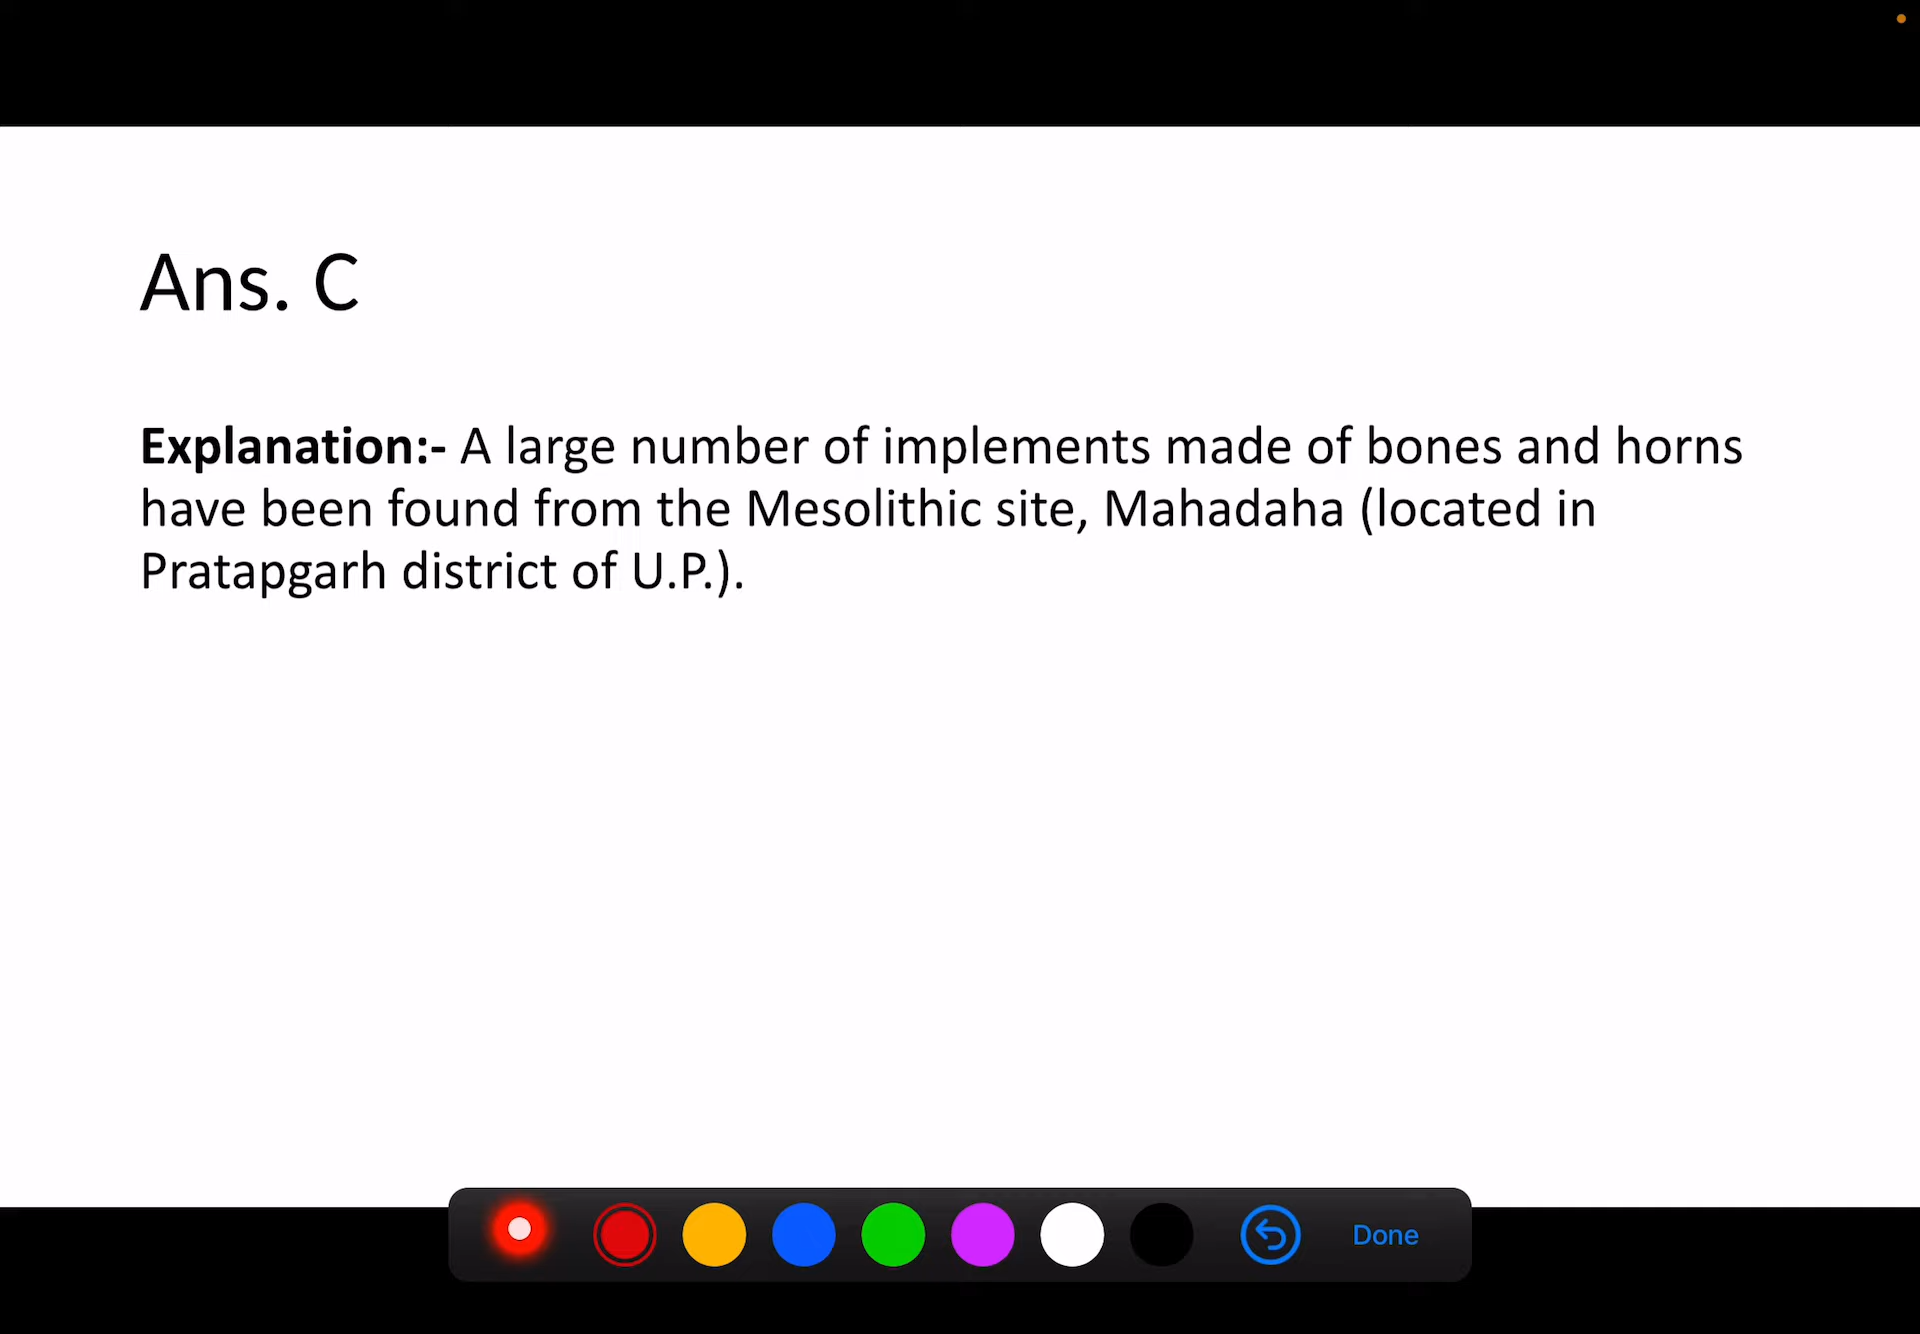 Ans. C
Explanation:- A large number of implements made of bones and horns
have been found from the Mesolithic site, Mahadaha (located in
Pratapgarh district of U.P.).
Done